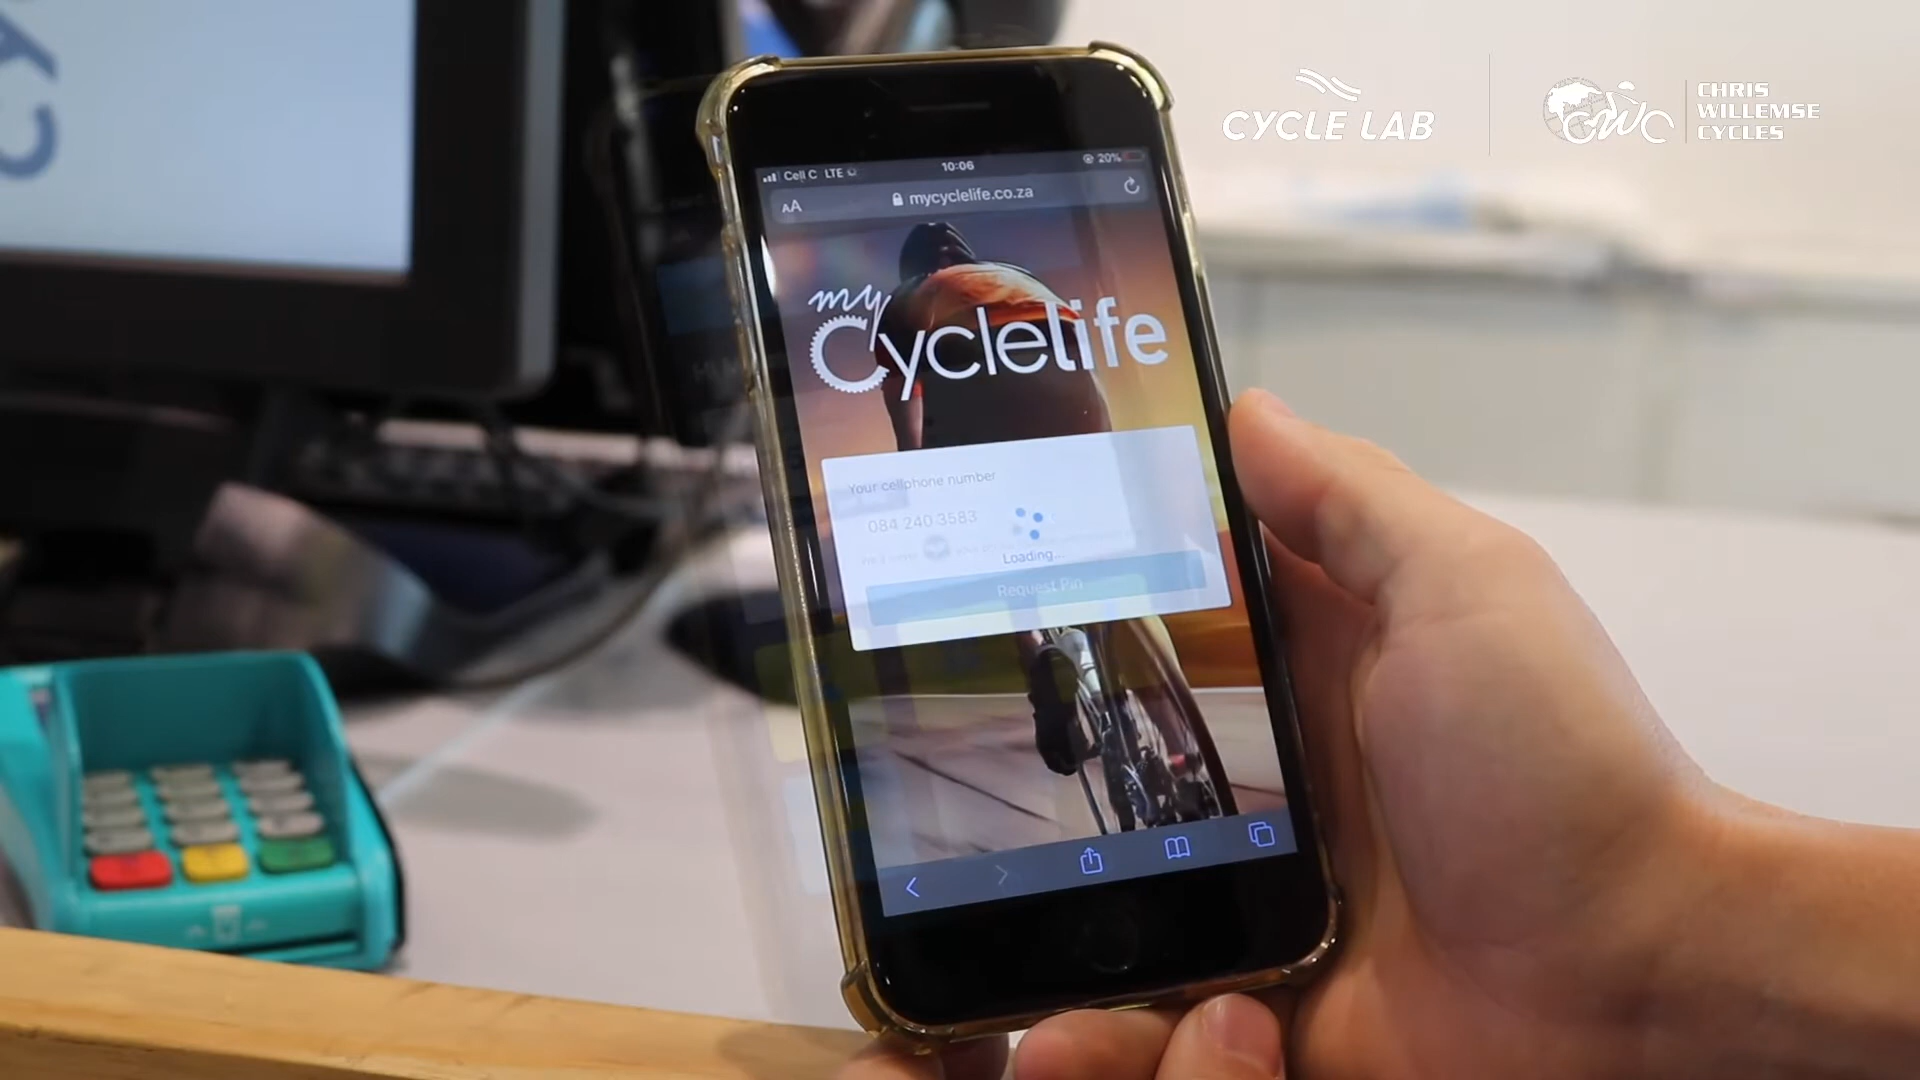 CYCLE LAB
CHRIS
WILLEMSE
CYCLES
Cell C LTE
10:06
20%
AA
mycyclelife.co.za
my
Cyclelife
Your cellphone number
084 240 3583
Loading...
Request Pin